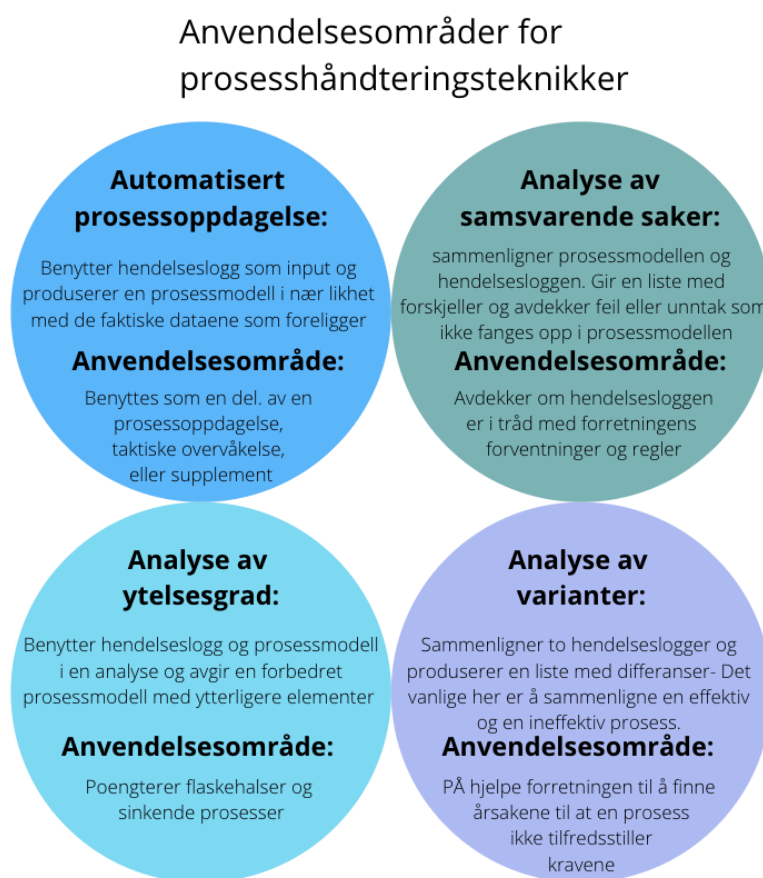 Anvendelsesområder for
prosesshåndteringsteknikker
Automatisert
prosessoppdagelse:
Benytter hendelseslogg som input og
produserer en prosessmodell i nær likhet
med de faktiske dataene som foreligger
Anvendelsesområde:
Benyttes som en del. av en
prosessoppdagelse,
taktiske overvåkelse,
eller supplement
Analyse av
samsvarende saker:
sammenligner prosessmodellen og
hendelsesloggen. Gir en liste med
forskjeller og avdekker feil eller unntak som
ikke fanges opp i prosessmodellen
Anvendelsesområde:
Avdekker om hendelsesloggen
er i tråd med forretningens
forventninger og regler
Analyse av
ytelsesgrad:
Benytter hendelseslogg og prosessmodell
i en analyse og avgir en forbedret
prosessmodell med ytterligere elementer
Anvendelsesområde:
Poengterer flaskehalser og
sinkende prosesser
Analyse av
varianter:
Sammenligner to hendelseslogger og
produserer en liste med differanser- Det
vanlige her er å sammenligne en effektiv
og en ineffektiv prosess.
Anvendelsesområde:
PÅ hjelpe forretningen til å finne
årsakene til at en prosess
ikke tilfredsstiller
kravene